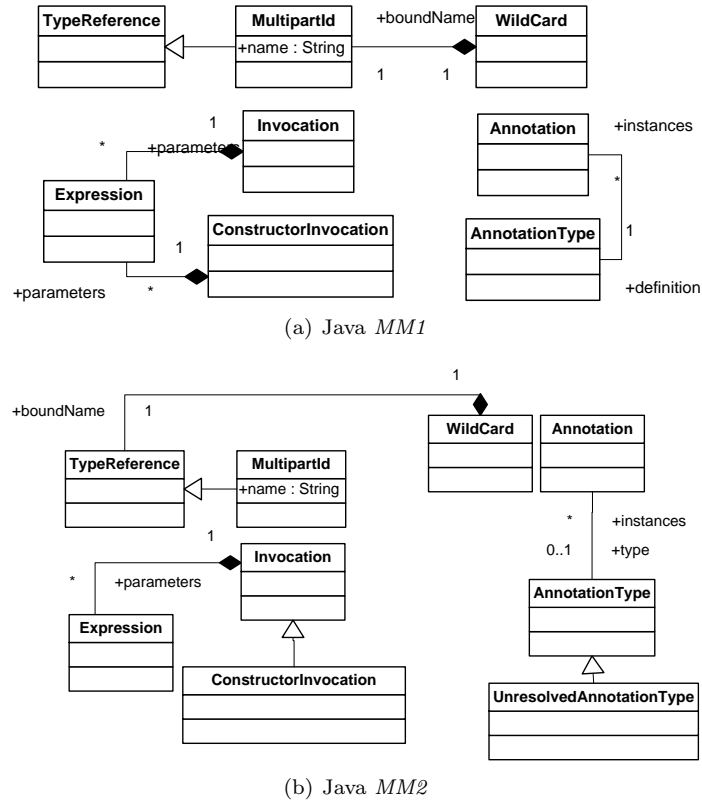 TypeReference
MultipartId
+name : String
+boundName
WildCard
1
1
1
Invocation
*
+parameters
Expression
1
ConstructorInvocation
+parameters
*
Annotation
+instances
*
AnnotationType
1
+definition
(a) Java MM1
1
+boundName
1
WildCard
Annotation
TypeReference
MultipartId
+name : String
*
+instances
0..1
+type
1
Invocation
*
+parameters
Expression
AnnotationType
ConstructorInvocation
UnresolvedAnnotationType
(b) Java MM2